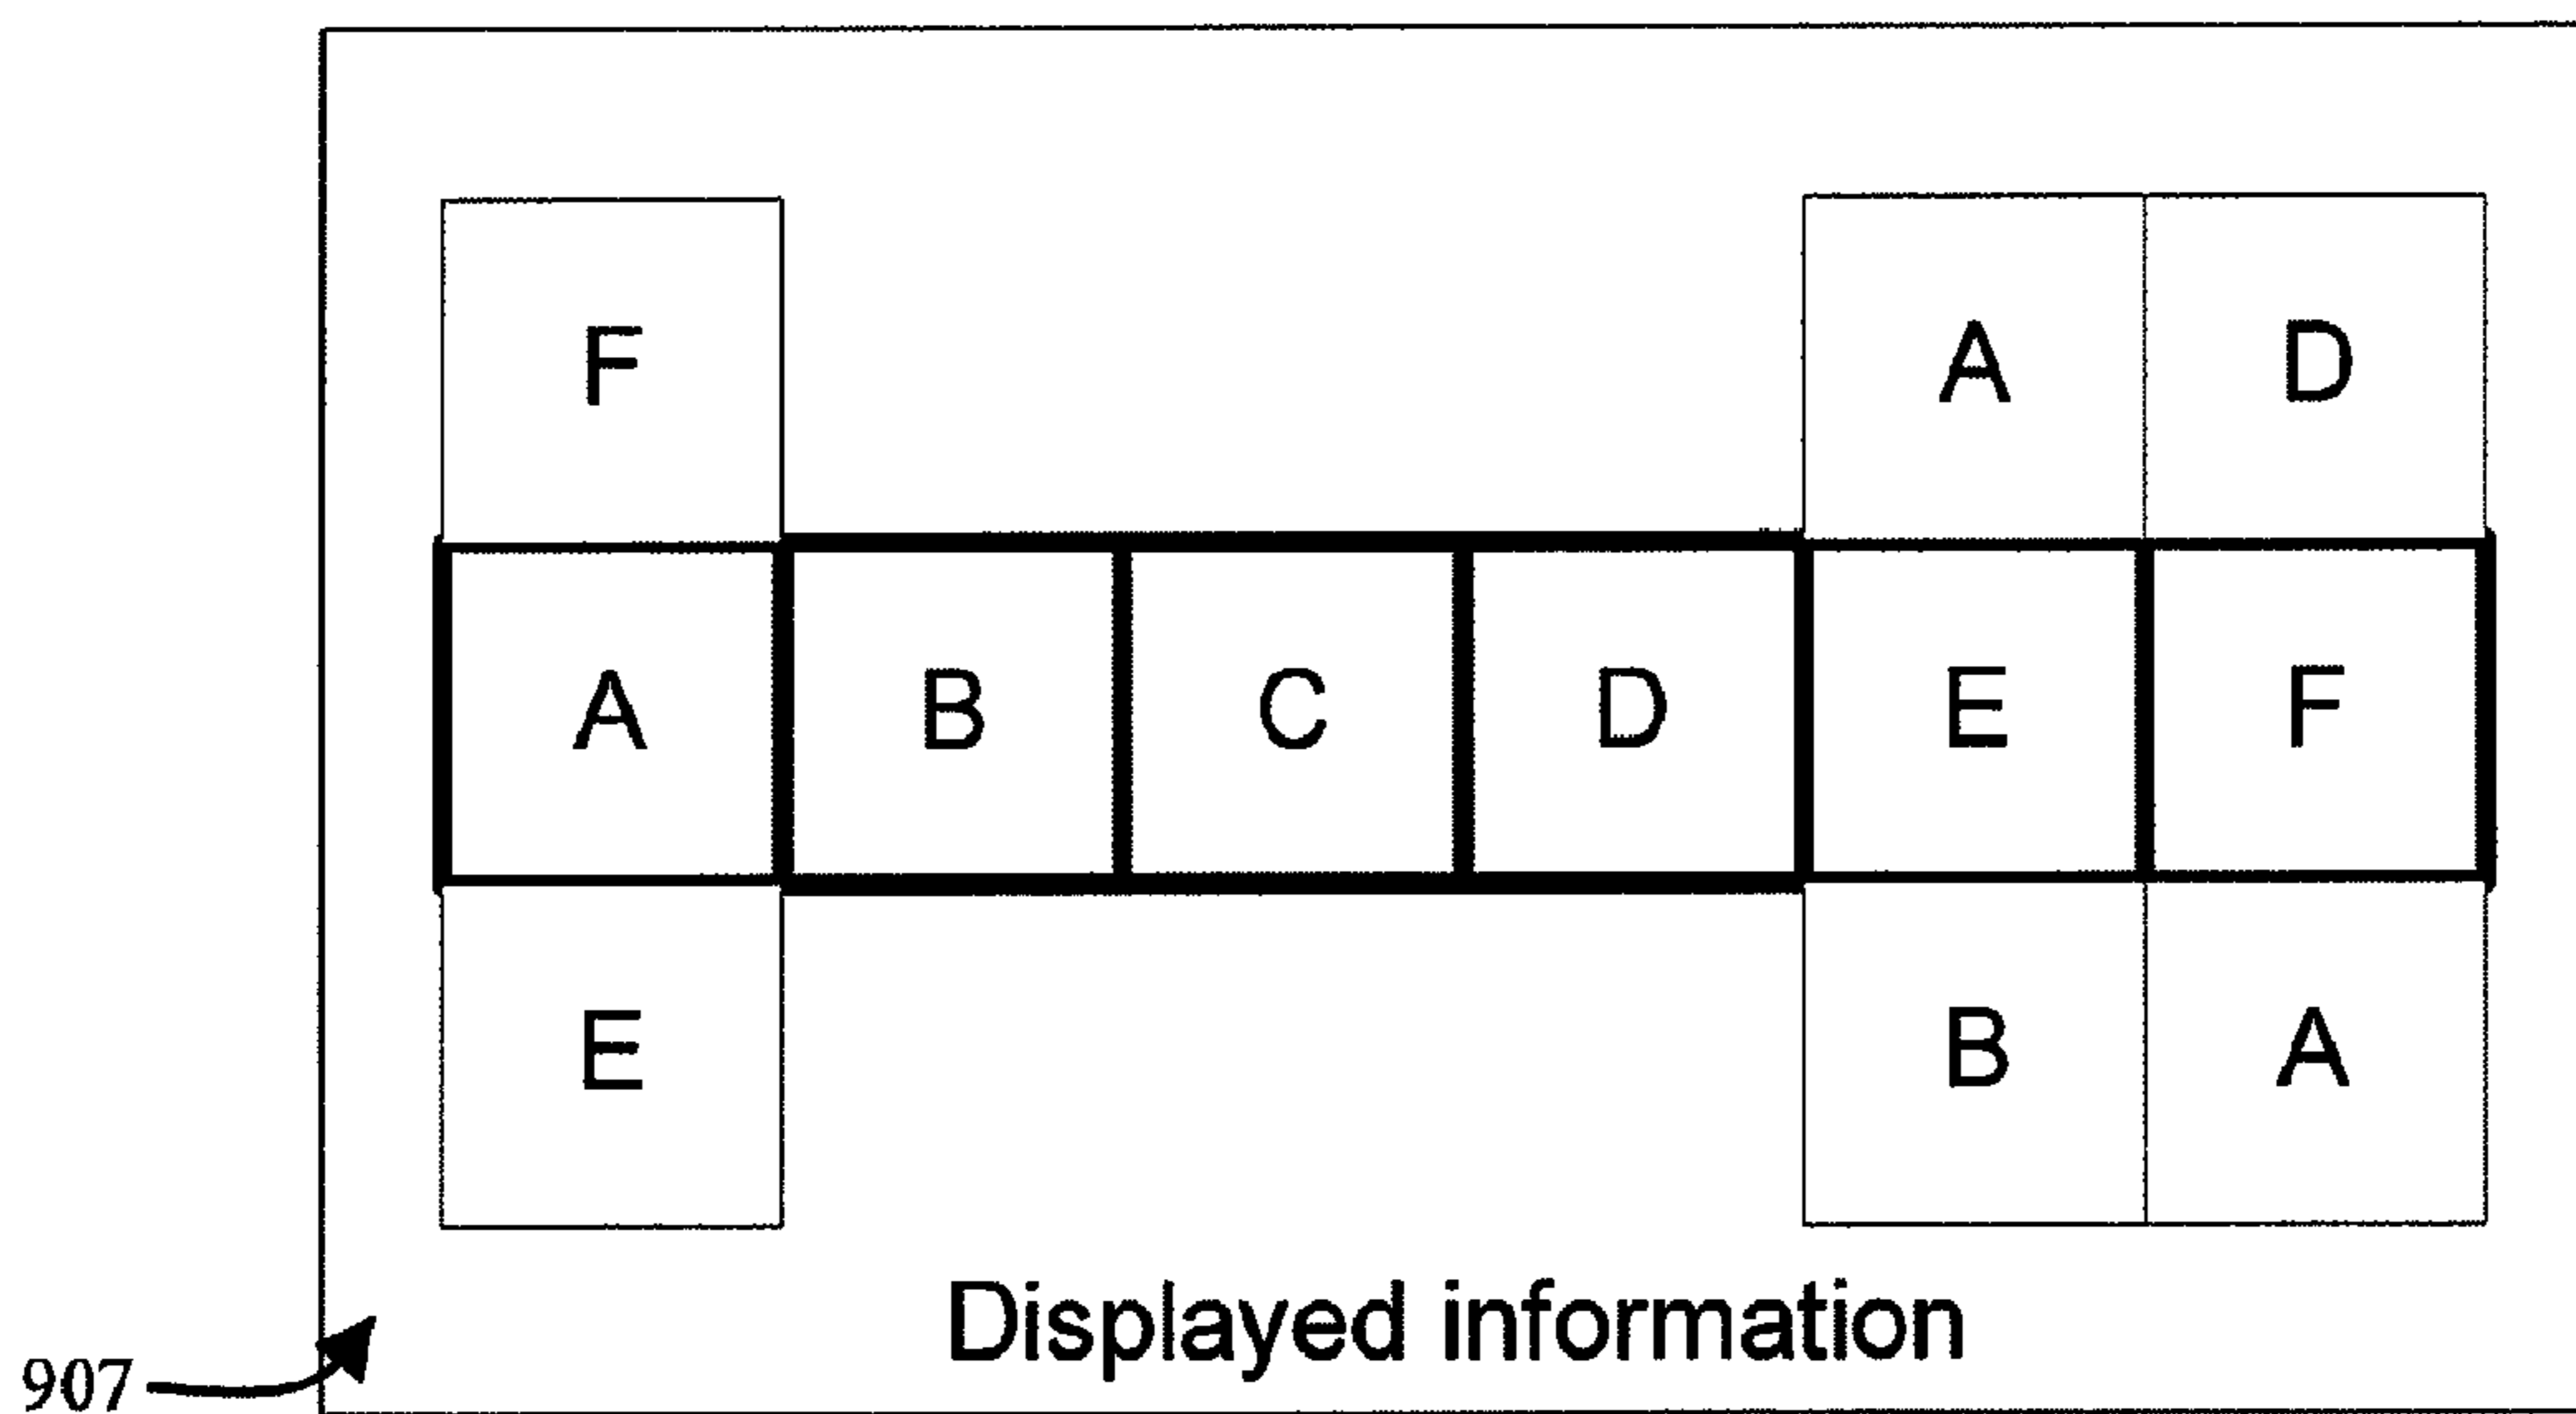 F A D
A B C D E F
E B A
Displayed information
907